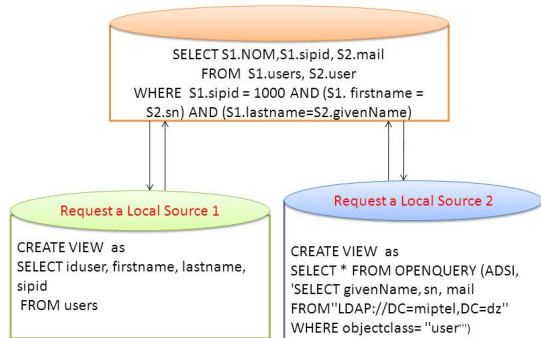 SELECT S1.NOM,S1.sipid, S2.mail
FROM S1.users, S2.user
WHERE S1.sipid = 1000 AND (S1. firstname =
S2.sn) AND (S1.lastname=S2.givenName)
Request a Local Source 1
CREATE VIEW as
SELECT iduser, firstname, lastname,
sipid
FROM users
Request a Local Source 2
CREATE VIEW as
SELECT * FROM OPENQUERY (ADSI,
'SELECT givenName, sn, mail
FROM"LDAP://DC=miptel,DC=dz"
WHERE objectclass= "user"')